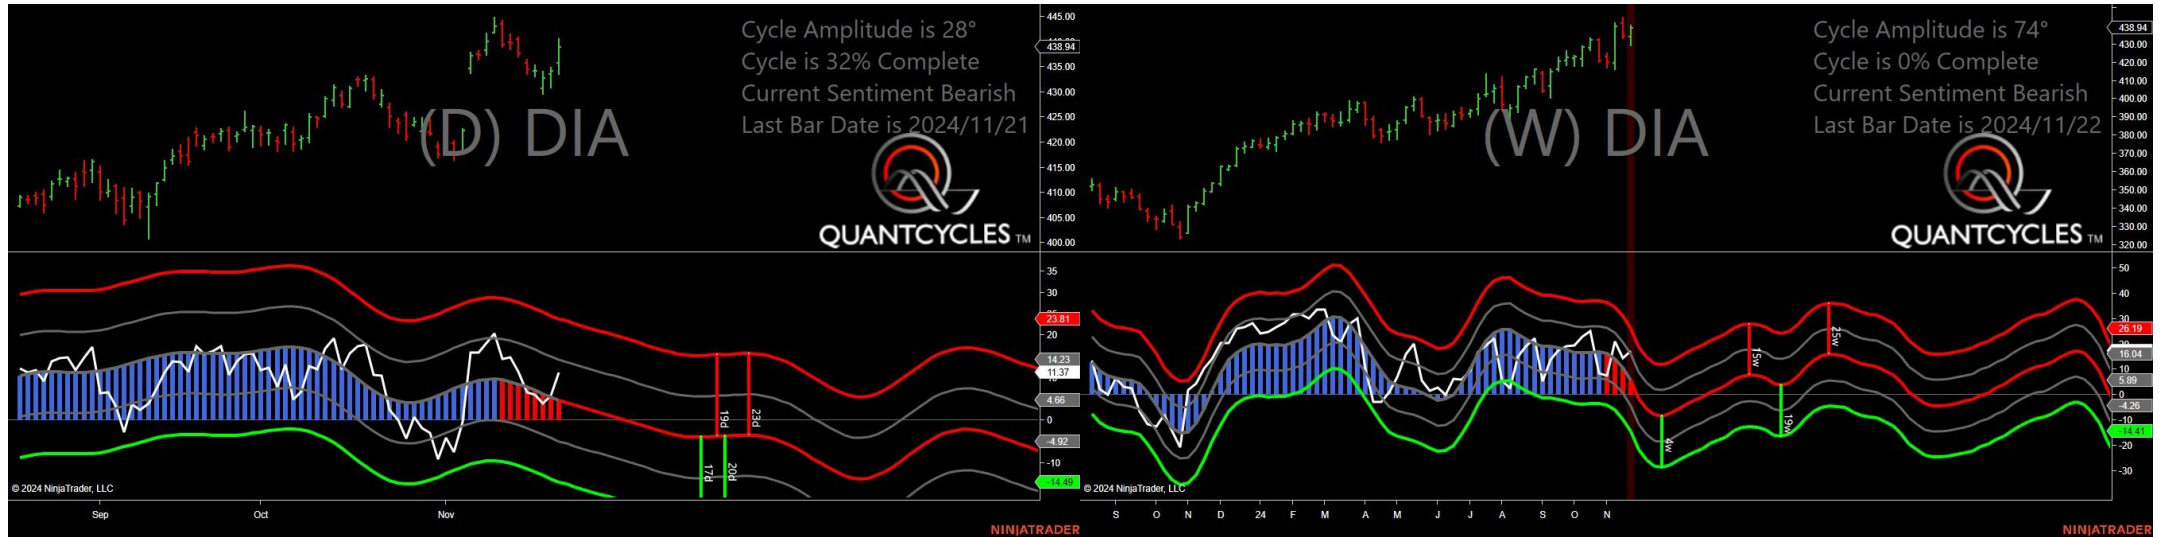 Cycle Amplitude is 28°
Cycle is 32% Complete
Current Sentiment Bearish
Last Bar Date is 2024/11/21
(D) DIA
QUANTCYCLES TM
445.00
438.94
435.00
430.00
425.00
420.00
415.00
410.00
405.00
400.00
35
30
23.81
20
14.23
11.37
4.66
0
-4.92
-10
-14.49
19d
23d
17d
20d
© 2024 NinjaTrader, LLC
Sep Oct Nov
NINJATRADER
Cycle Amplitude is 74°
Cycle is 0% Complete
Current Sentiment Bearish
Last Bar Date is 2024/11/22
(W) DIA
QUANTCYCLES TM
438.94
430.00
420.00
410.00
400.00
390.00
380.00
370.00
360.00
350.00
340.00
330.00
320.00
50
40
30
26.19
16.04
10
5.89
0
-4.26
-10
-14.41
-20
-30
15w
25w
4w
19w
© 2024 NinjaTrader, LLC
S O N D 24 F M A M J J A S O N
NINJATRADER